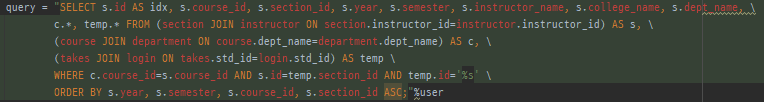 query = "SELECT s.id AS idx, s.course_id, s.section_id, s.year, s.semester, s.instructor_name, s.college_name, s.dept_name, \
c.*, temp.* FROM (section JOIN instructor ON section.instructor_id=instructor.instructor_id) AS s, \
(course JOIN department ON course.dept_name=department.dept_name) AS c, \
(takes JOIN login ON takes.std_id=login.std_id) AS temp \
WHERE c.course_id=s.course_id AND s.id=temp.section_id AND temp.id='%s' \
ORDER BY s.year, s.semester, s.course_id, s.section_id ASC;"%user